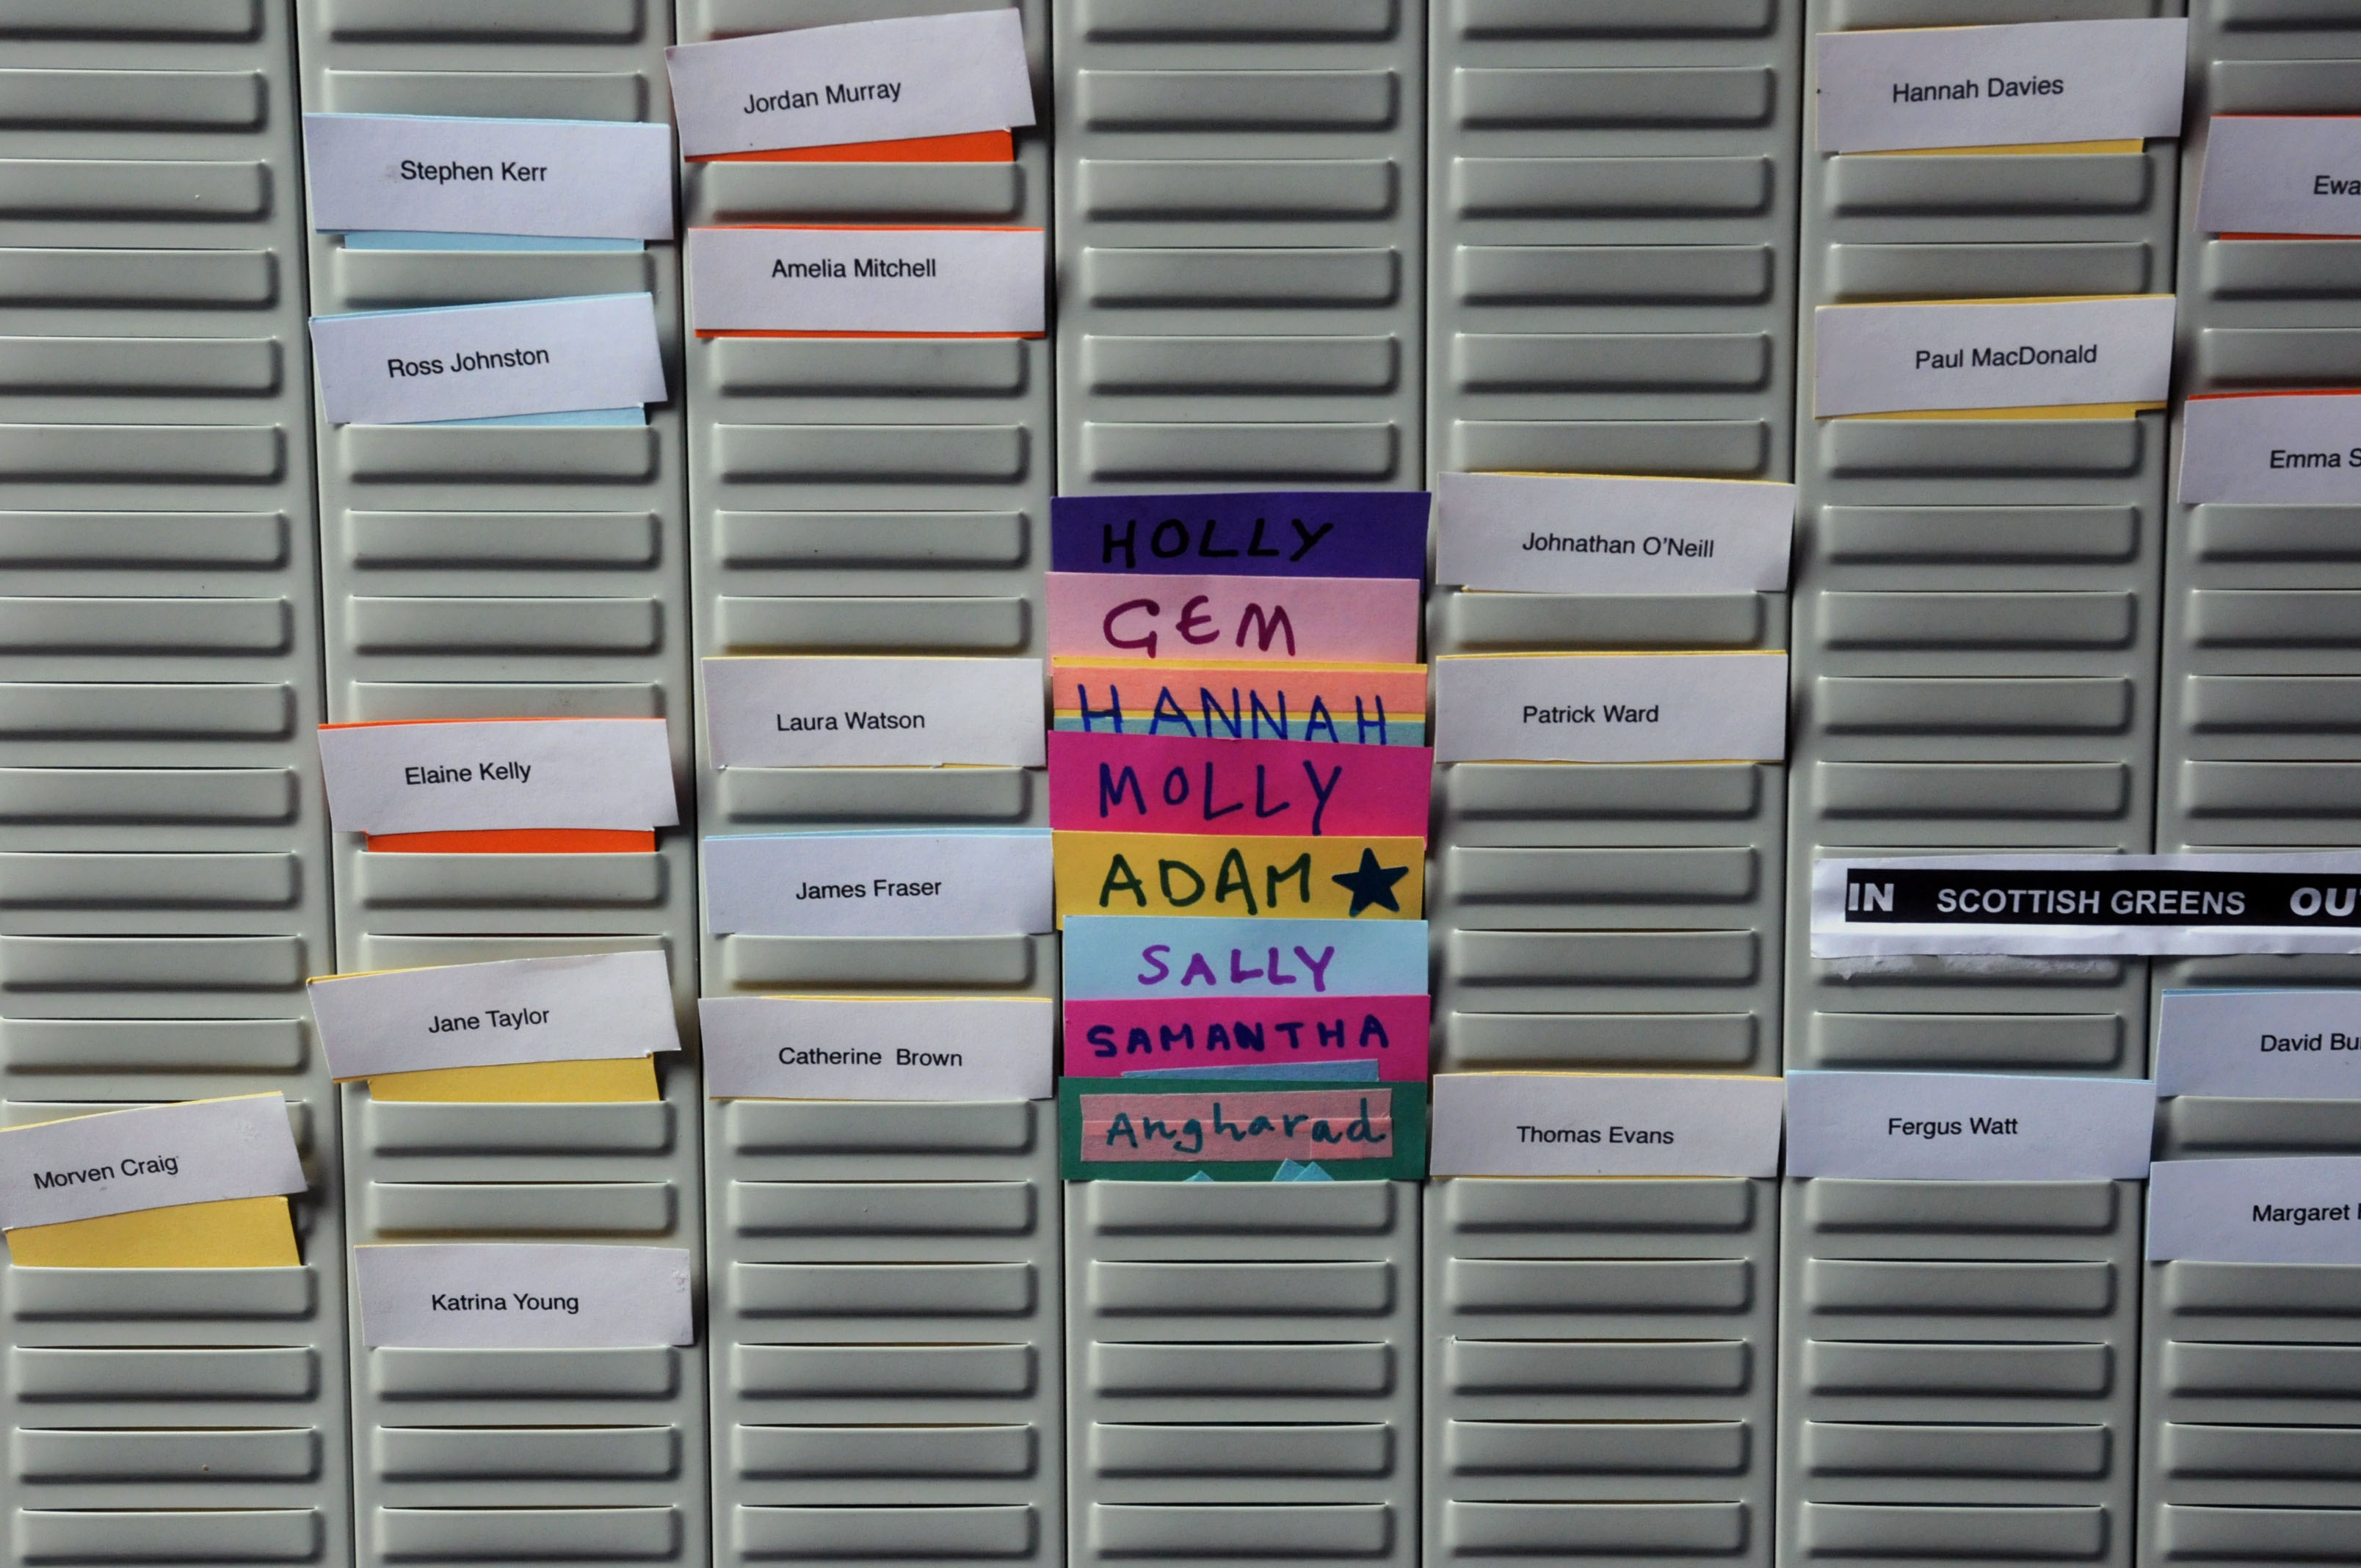 Morven Craig
Stephen Kerr
Ross Johnston
Elaine Kelly
Jane Taylor
Katrina Young
Jordan Murray
Amelia Mitchell
Laura Watson
James Fraser
Catherine Brown
HOLLY
GEM
HANNAH
MOLLY
ADAM
SALLY
SAMANTHA
Angharad
Johnathan O'Neill
Patrick Ward
Thomas Evans
Hannah Davies
Paul MacDonald
IN SCOTTISH GREENS
Fergus Watt
Emma
David
Margaret